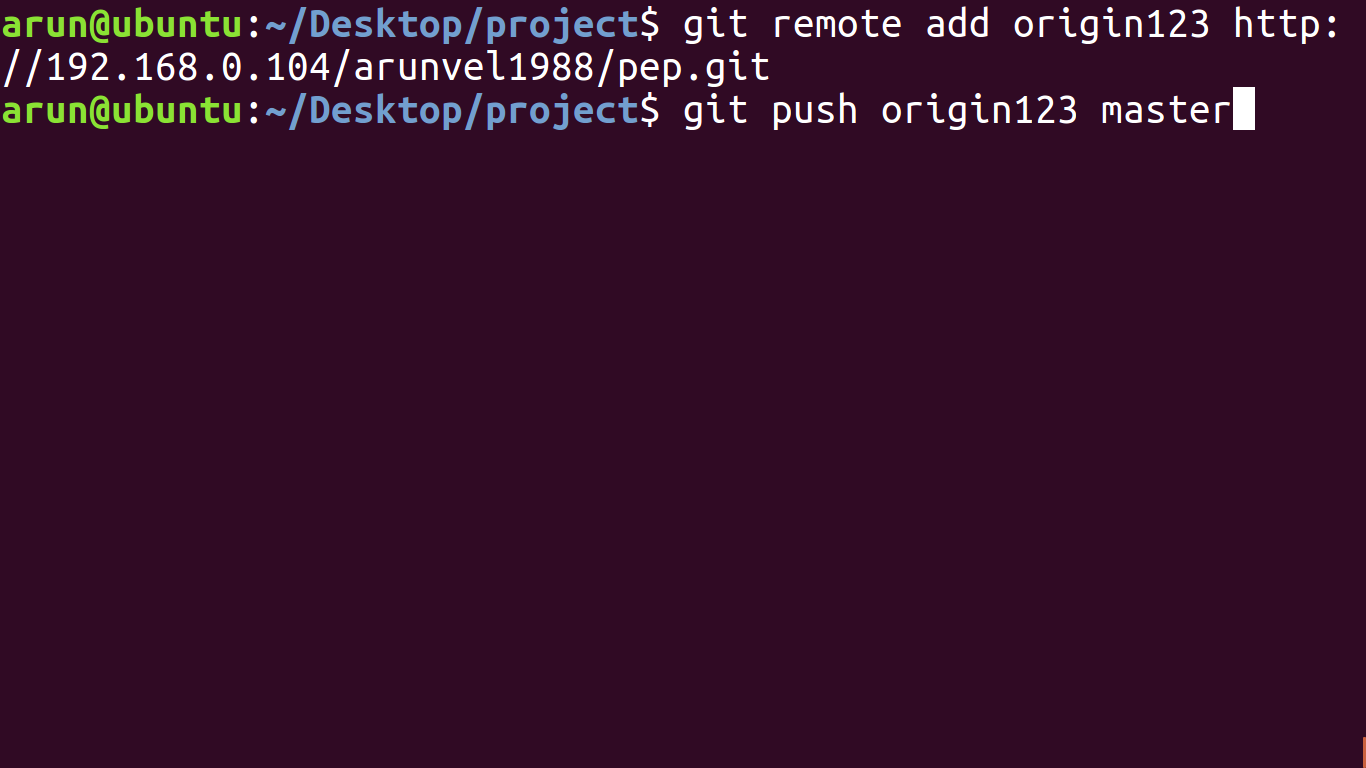 arun@ubuntu:~/Desktop/project$ git remote add origin123 http:
//192.168.0.104/arunvel1988/pep.git
arun@ubuntu:~/Desktop/project$ git push origin123 master